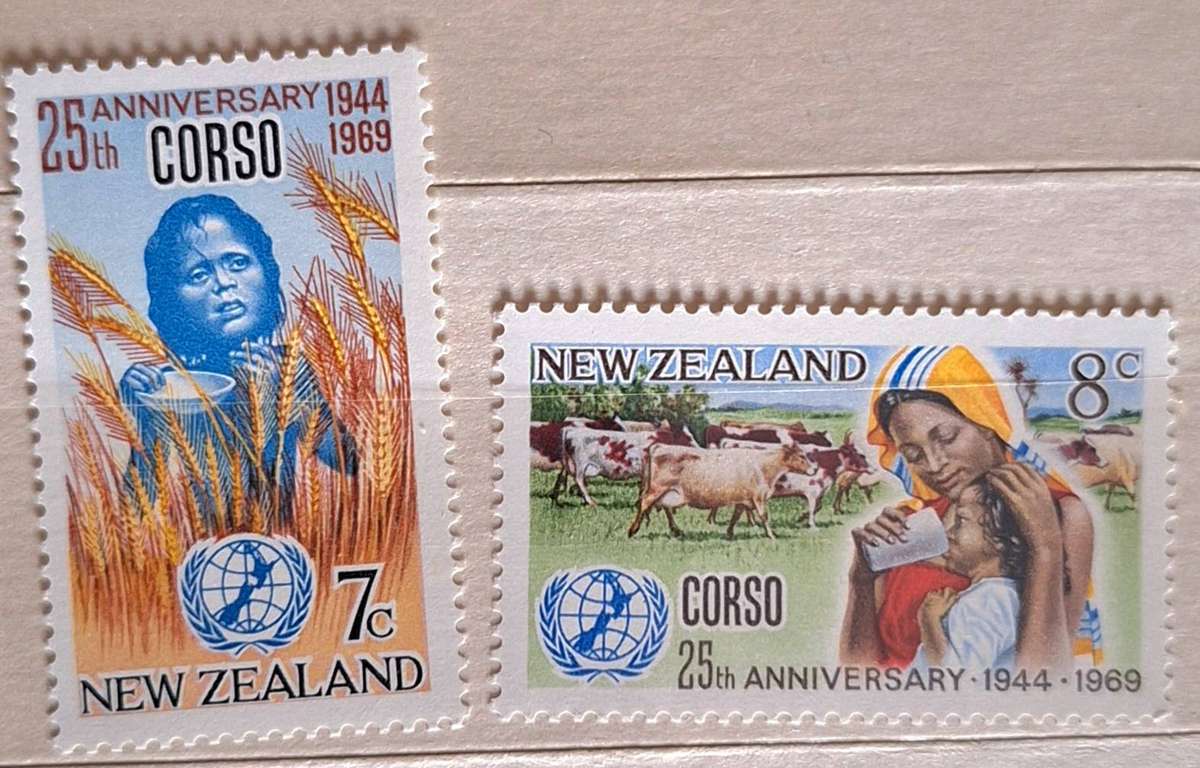 25th ANNIVERSARY 1944
CORSO 1969
7c
NEW ZEALAND
NEW ZEALAND 8c
CORSO
25th ANNIVERSARY · 1944 · 1969